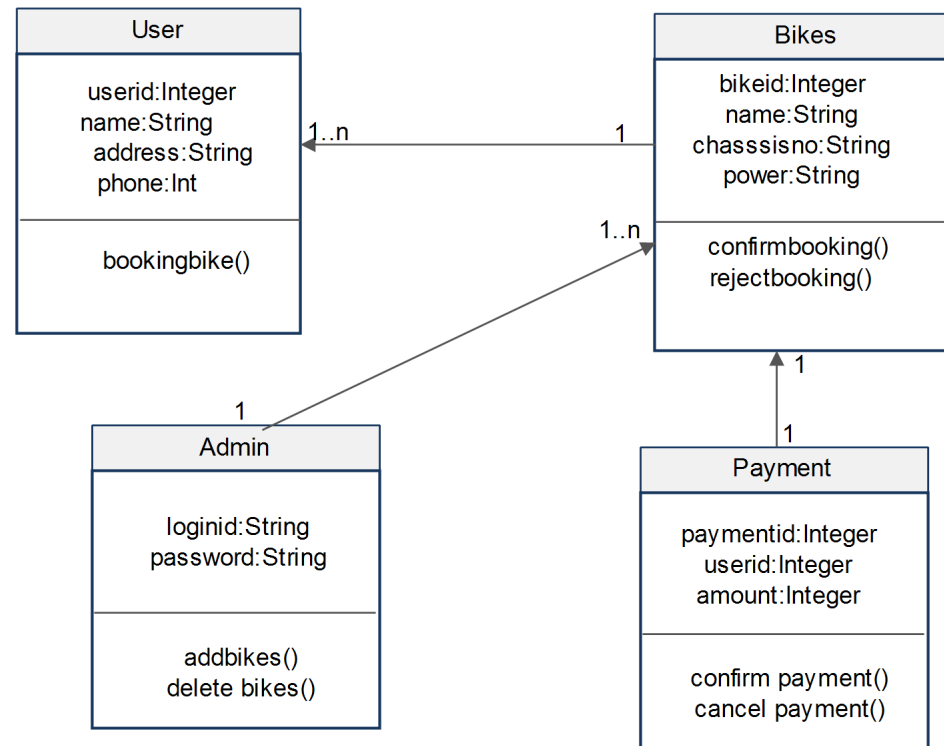 User
userid:Integer
name:String
address:String
phone:Int
bookingbike()
1..n
1
Bikes
bikeid:Integer
name:String
chasssisno:String
power:String
confirmbooking()
rejectbooking()
1..n
1
1
1
Admin
loginid:String
password:String
addbikes()
delete bikes()
Payment
paymentid:Integer
userid:Integer
amount:Integer
confirm payment()
cancel payment()